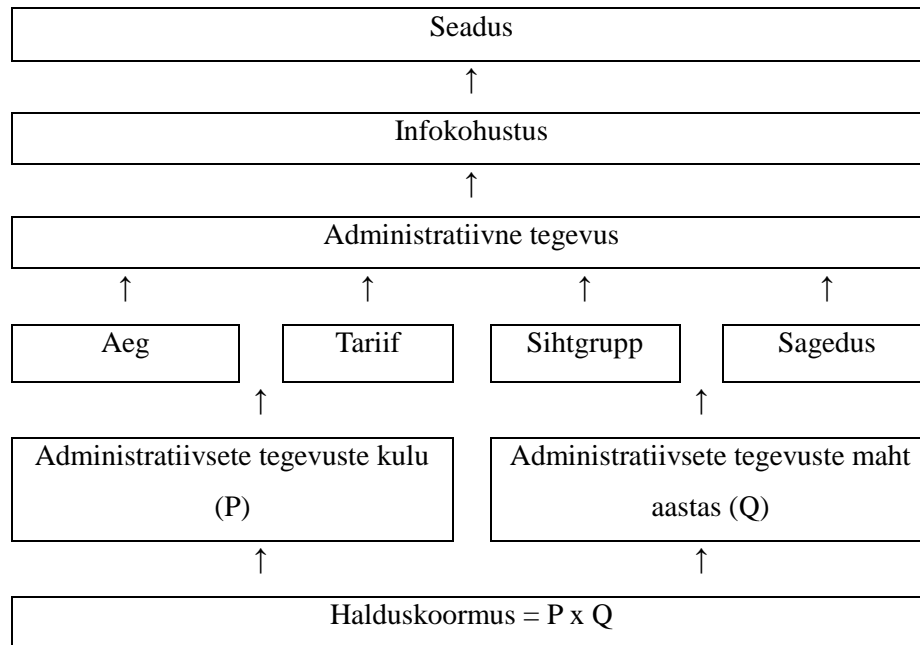 Seadus
↑
Infokohustus
↑
Administratiivne tegevus
↑ ↑ ↑ ↑
Aeg Tariif Sihtgrupp Sagedus
↑ ↑
Administratiivsete tegevuste kulu
(P)
Administratiivsete tegevuste maht
aastas (Q)
↑ ↑
Halduskoormus = P x Q